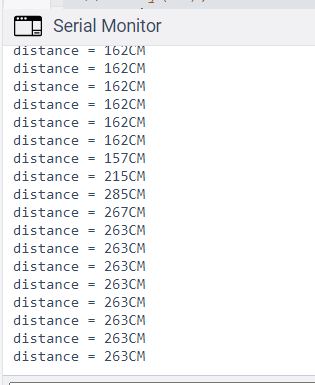 Serial Monitor
distance = 162CM
distance = 162CM
distance = 162CM
distance = 162CM
distance = 162CM
distance = 162CM
distance = 157CM
distance = 215CM
distance = 285CM
distance = 267CM
distance = 263CM
distance = 263CM
distance = 263CM
distance = 263CM
distance = 263CM
distance = 263CM
distance = 263CM
distance = 263CM